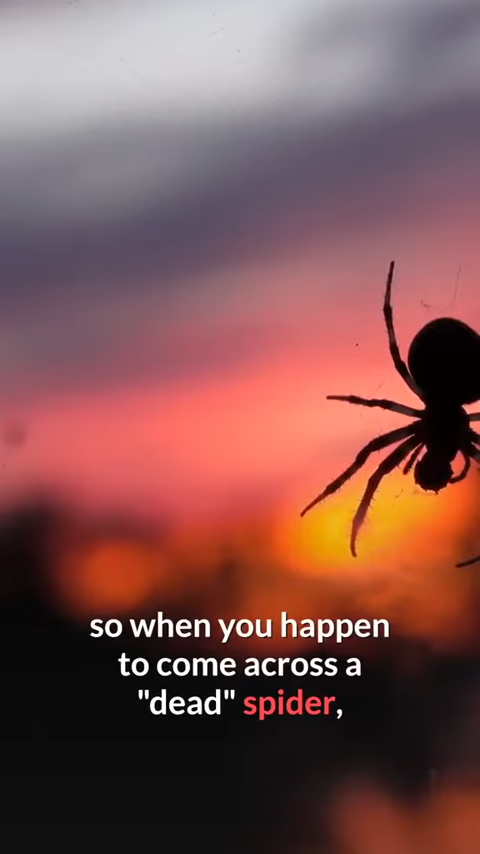 so when you happen
to come across a
"dead" spider,